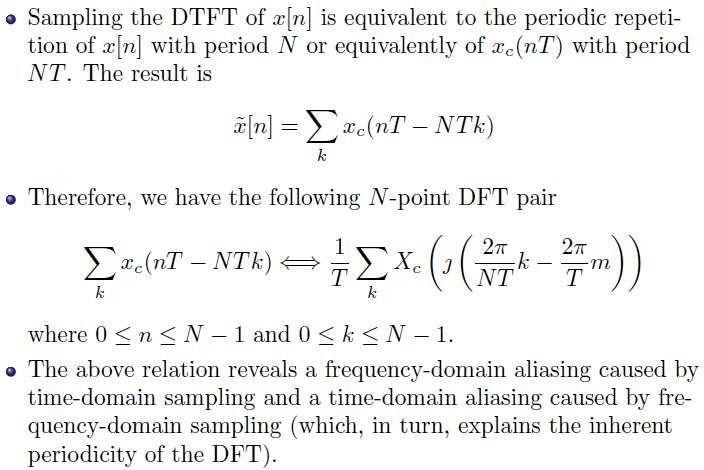 • Sampling the DTFT of x[n] is equivalent to the periodic repeti-
tion of x[n] with period N or equivalently of x_c(nT) with period
NT. The result is
x̃[n] = ∑_k x_c(nT − NTk)
• Therefore, we have the following N-point DFT pair
∑_k x_c(nT − NTk) ⟺ 1/T ∑_k X_c (ȷ (2π/NT k − 2π/T m))
where 0 ≤ n ≤ N − 1 and 0 ≤ k ≤ N − 1.
• The above relation reveals a frequency-domain aliasing caused by
time-domain sampling and a time-domain aliasing caused by fre-
quency-domain sampling (which, in turn, explains the inherent
periodicity of the DFT).